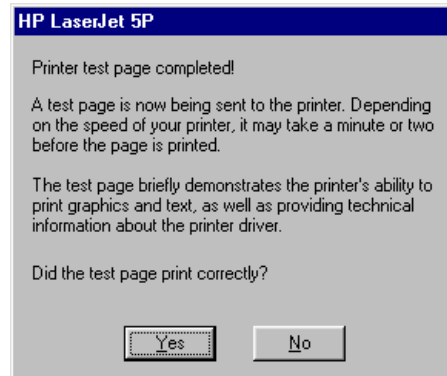 HP LaserJet 5P
Printer test page completed!
A test page is now being sent to the printer. Depending
on the speed of your printer, it may take a minute or two
before the page is printed.
The test page briefly demonstrates the printer's ability to
print graphics and text, as well as providing technical
information about the printer driver.
Did the test page print correctly?
Yes No